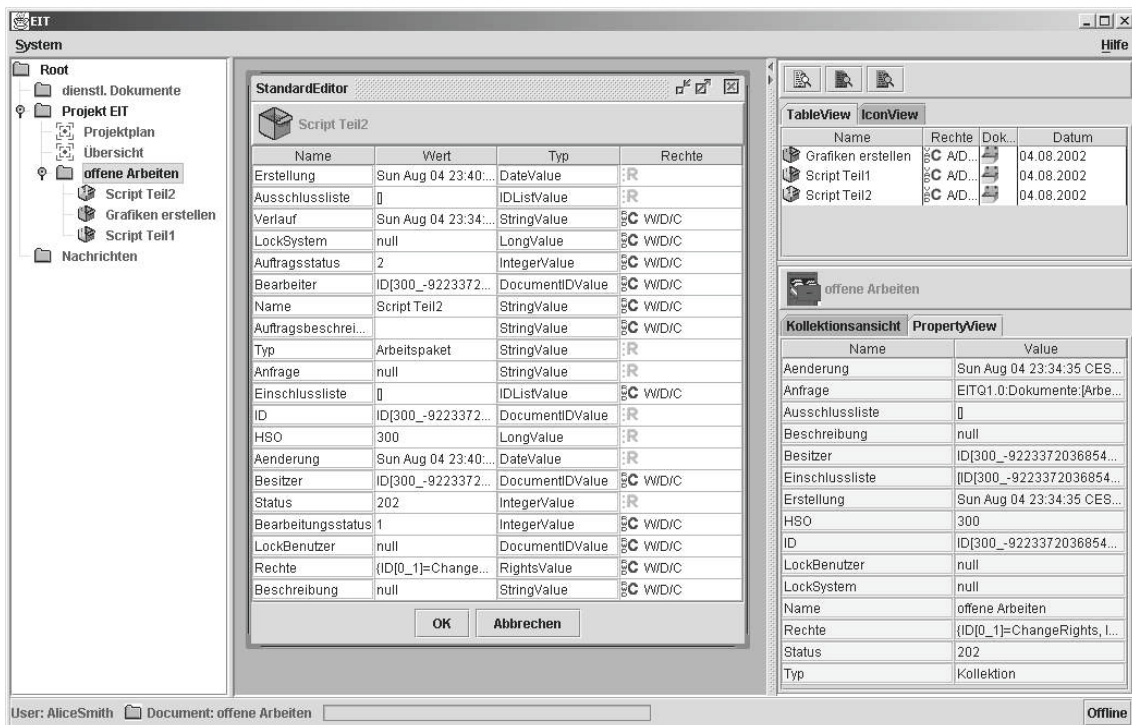 EIT
System Hilfe
Root
dienstl. Dokumente
Projekt EIT
Projektplan
Übersicht
offene Arbeiten
Script Teil2
Grafiken erstellen
Script Teil1
Nachrichten
StandardEditor
Script Teil2
Name Wert Typ Rechte
Erstellung Sun Aug 04 23:40:... DateValue R
Ausschlussliste [] IDListValue R
Verlauf Sun Aug 04 23:34:... StringValue C W/D/C
LockSystem null LongValue C W/D/C
Auftragsstatus 2 IntegerValue C W/D/C
Bearbeiter ID[300_-9223372... DocumentIDValue C W/D/C
Name Script Teil2 StringValue C W/D/C
Auftragsbeschrei... StringValue C W/D/C
Typ Arbeitspaket StringValue R
Anfrage null StringValue R
Einschlussliste [] IDListValue C W/D/C
ID ID[300_-9223372... DocumentIDValue R
HSO 300 LongValue R
Aenderung Sun Aug 04 23:40:... DateValue R
Besitzer ID[300_-9223372... DocumentIDValue C W/D/C
Status 202 IntegerValue R
Bearbeitungsstatus 1 IntegerValue C W/D/C
LockBenutzer null DocumentIDValue C W/D/C
Rechte {ID[0_1]=Change... RightsValue C W/D/C
Beschreibung null StringValue C W/D/C
OK Abbrechen
TableView IconView
Name Rechte Dok... Datum
Grafiken erstellen C A/D... 04.08.2002
Script Teil1 C A/D... 04.08.2002
Script Teil2 C A/D... 04.08.2002
offene Arbeiten
Kollektionsansicht PropertyView
Name Value
Aenderung Sun Aug 04 23:34:35 CES...
Anfrage EITQ1.0:Dokumente:[Arbe...
Ausschlussliste []
Beschreibung null
Besitzer ID[300_-9223372036854...
Einschlussliste [ID[300_-9223372036854...
Erstellung Sun Aug 04 23:34:35 CES...
HSO 300
ID ID[300_-9223372036854...
LockBenutzer null
LockSystem null
Name offene Arbeiten
Rechte {ID[0_1]=ChangeRights, I...
Status 202
Typ Kollektion
User: AliceSmith Document: offene Arbeiten Offline